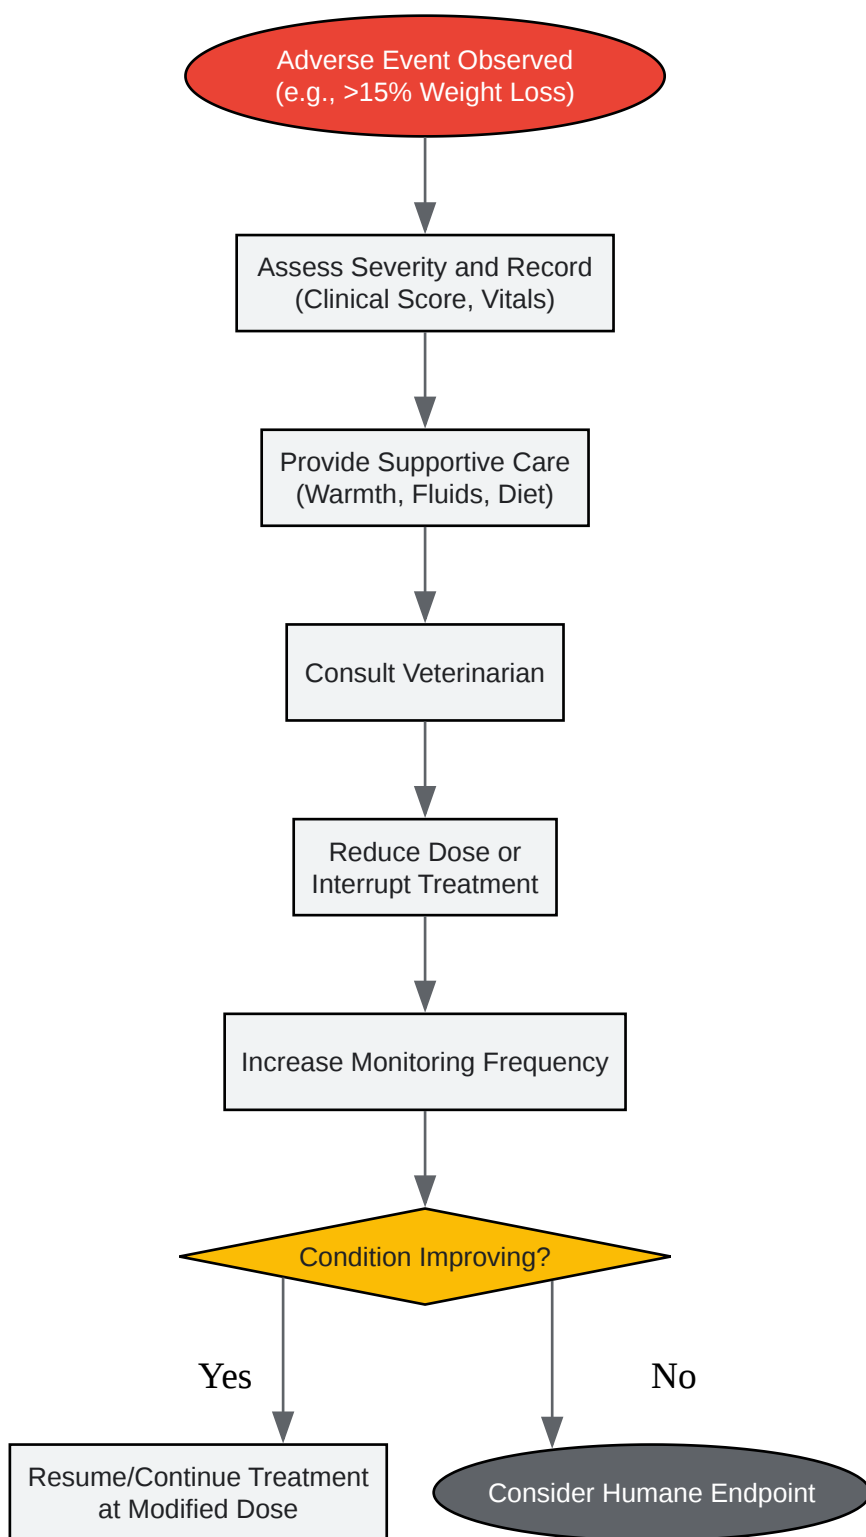 Adverse Event Observed
(e.g., >15% Weight Loss)
Assess Severity and Record
(Clinical Score, Vitals)
Provide Supportive Care
(Warmth, Fluids, Diet)
Consult Veterinarian
Reduce Dose or
Interrupt Treatment
Increase Monitoring Frequency
Condition Improving?
Yes
No
Resume/Continue Treatment
at Modified Dose
Consider Humane Endpoint